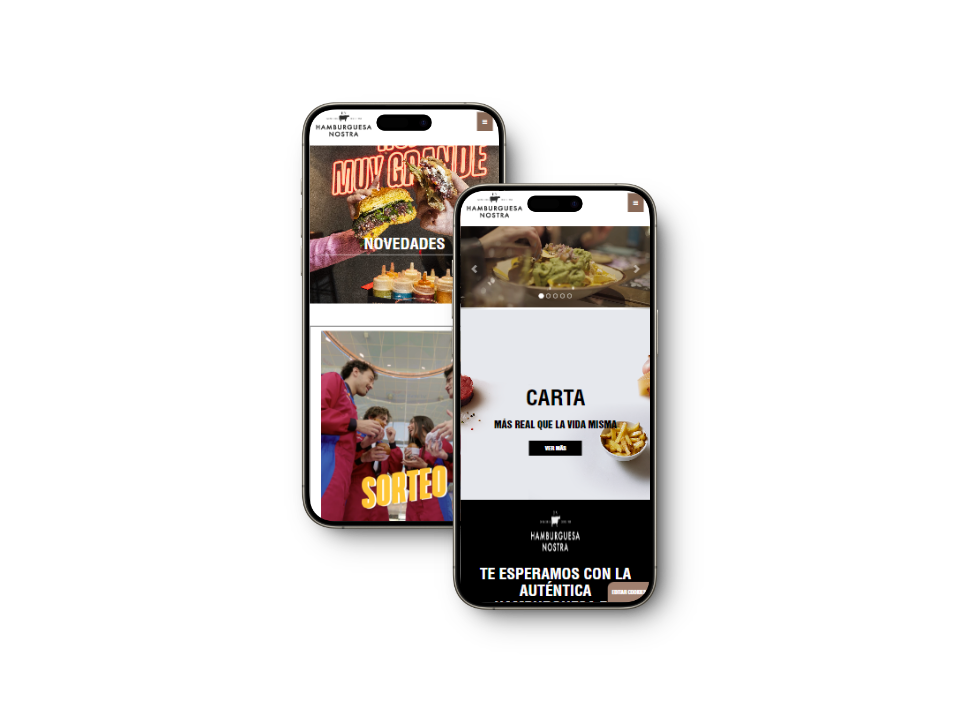 HAMBURGUESA
NOSTRA
MUY GRANDE
NOVEDADES
SORTEO
HAMBURGUESA
NOSTRA
CARTA
MÁS REAL QUE LA VIDA MISMA
VER MÁS
HAMBURGUESA
NOSTRA
TE ESPERAMOS CON LA
AUTÉNTICA